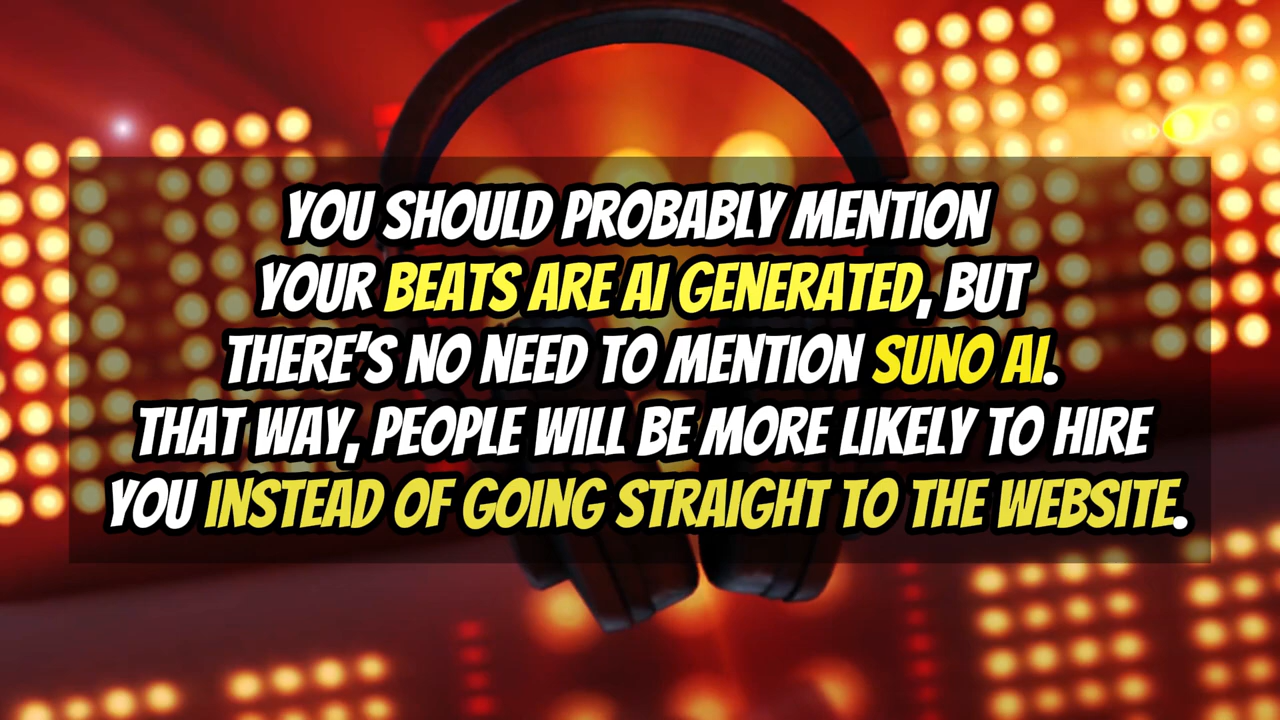 YOU SHOULD PROBABLY MENTION
YOUR BEATS ARE AI GENERATED, BUT
THERE'S NO NEED TO MENTION SUNO AI.
THAT WAY, PEOPLE WILL BE MORE LIKELY TO HIRE
YOU INSTEAD OF GOING STRAIGHT TO THE WEBSITE.